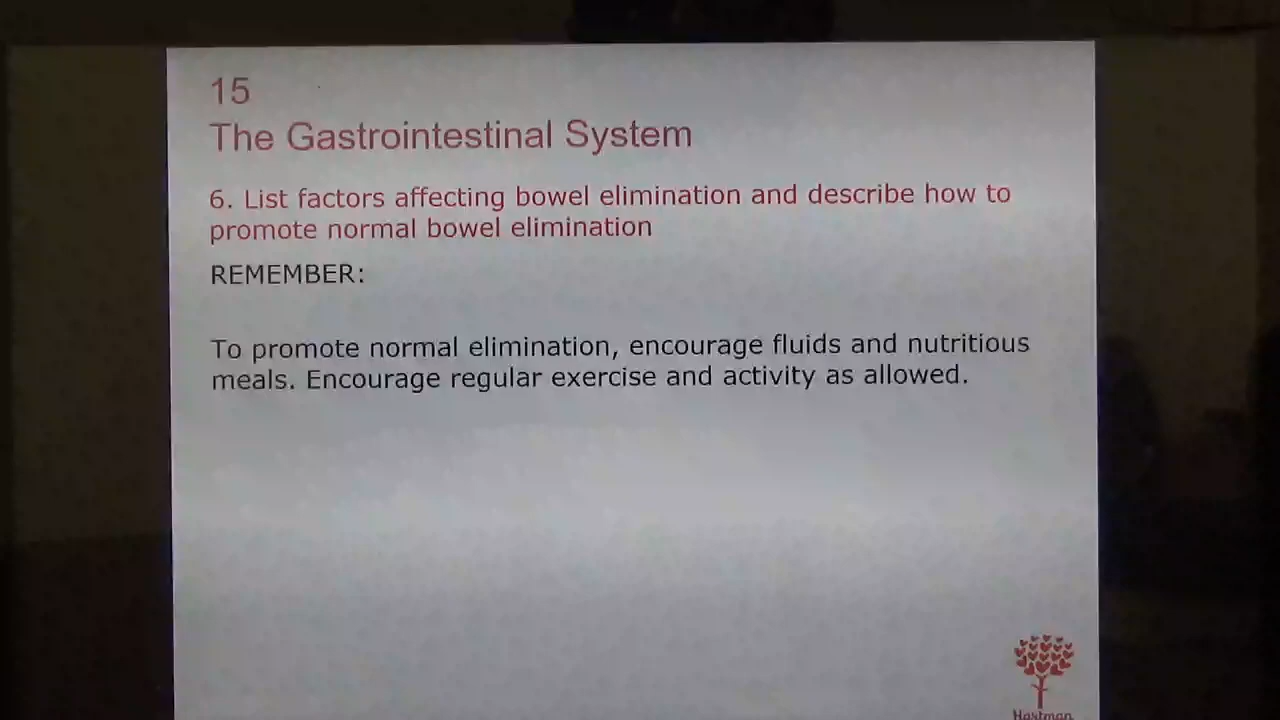 15
The Gastrointestinal System
6. List factors affecting bowel elimination and describe how to
promote normal bowel elimination
REMEMBER:
To promote normal elimination, encourage fluids and nutritious
meals. Encourage regular exercise and activity as allowed.
Hartman